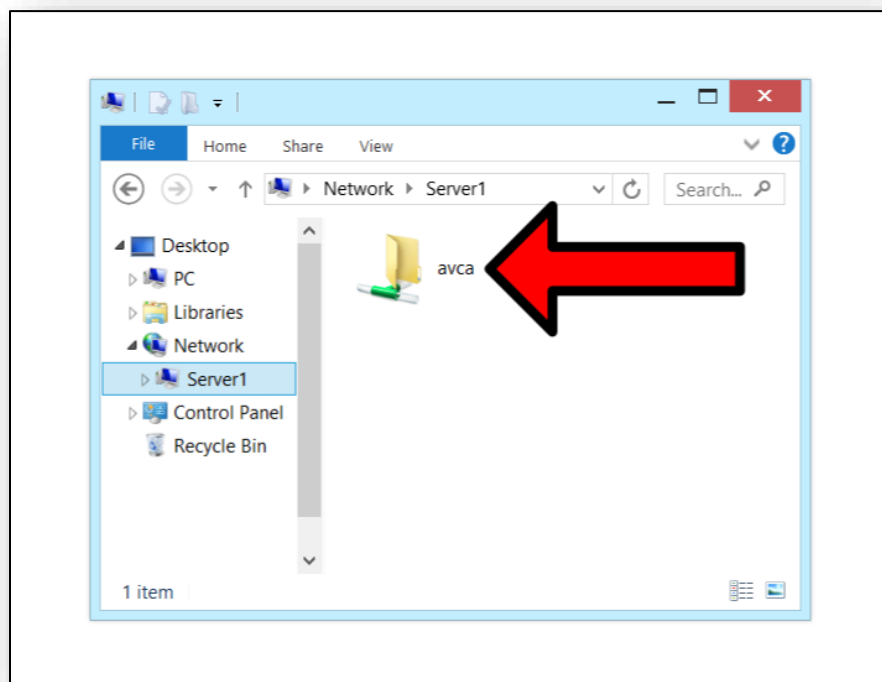 File Home Share View
Network Server1 Search...
Desktop
PC
Libraries
Network
Server1
Control Panel
Recycle Bin
avca
1 item